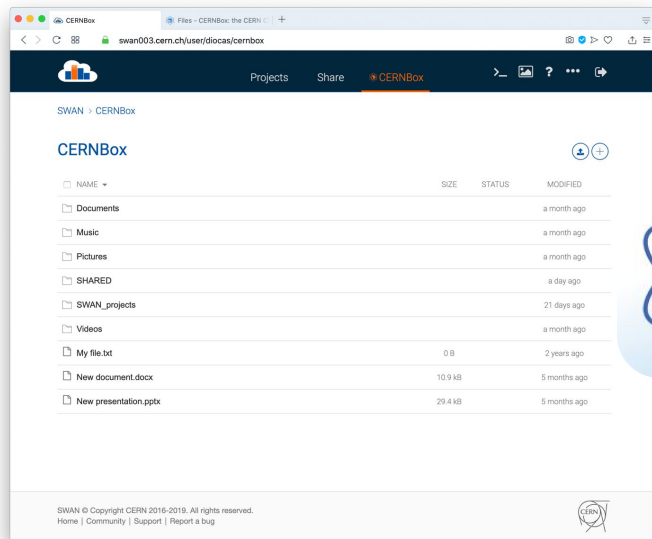 CERNBox
Files – CERNBox: the CERN C
swan003.cern.ch/user/diocas/cernbox
Projects Share CERNBox >_ ? •••
SWAN > CERNBox
CERNBox
NAME SIZE STATUS MODIFIED
Documents a month ago
Music a month ago
Pictures a month ago
SHARED a day ago
SWAN_projects 21 days ago
Videos a month ago
My file.txt 0 B 2 years ago
New document.docx 10.9 kB 5 months ago
New presentation.pptx 29.4 kB 5 months ago
SWAN © Copyright CERN 2016-2019. All rights reserved.
Home | Community | Support | Report a bug
CERN